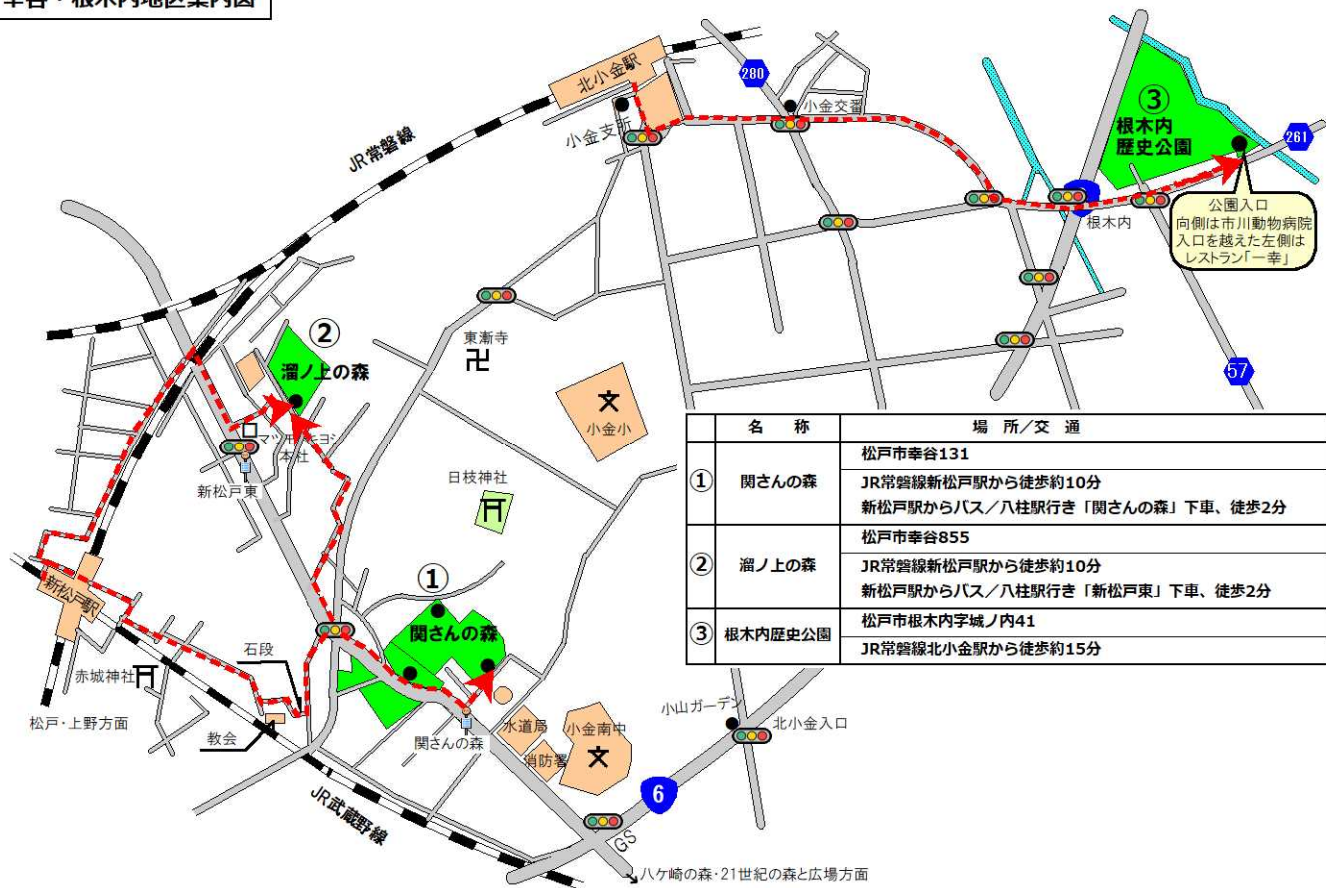 根木内地区案内図
北小金駅
280
小金支所
小金交番
③
根木内
歴史公園
261
JR常磐線
根木内
公園入口
向側は市川動物病院
入口を越えた左側は
レストラン「一幸」
②
溜ノ上の森
東漸寺
57
小金小
本社
新松戸東
日枝神社
①
新松戸駅
関さんの森
石段
赤城神社
松戸・上野方面
教会
関さんの森
水道局
小金南中
消防署
小山ガーデン
北小金入口
6
JR武蔵野線
GS
八ケ崎の森・21世紀の森と広場方面
名 称 場 所／交 通
① 関さんの森 松戸市幸谷131
JR常磐線新松戸駅から徒歩約10分
新松戸駅からバス／八柱駅行き「関さんの森」下車、徒歩2分
② 溜ノ上の森 松戸市幸谷855
JR常磐線新松戸駅から徒歩約10分
新松戸駅からバス／八柱駅行き「新松戸東」下車、徒歩2分
③ 根木内歴史公園 松戸市根木内字城ノ内41
JR常磐線北小金駅から徒歩約15分